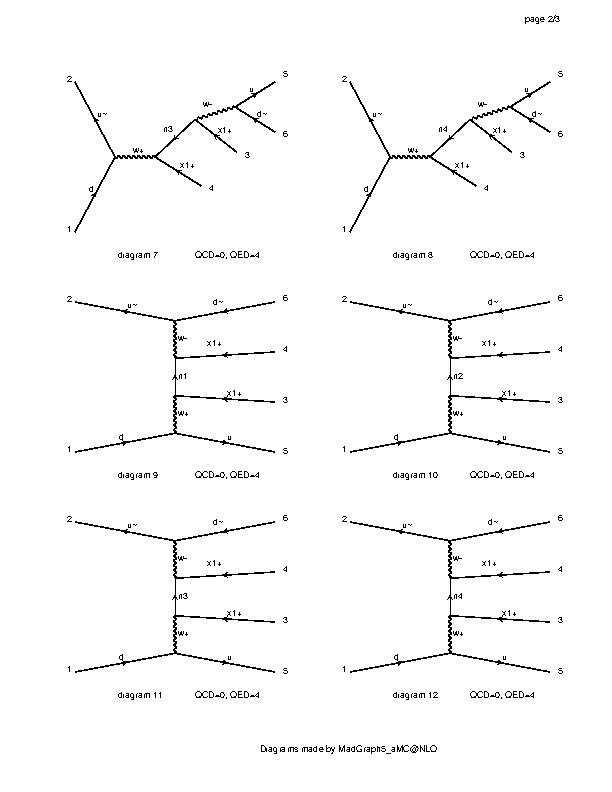 page 2/3
2 5
u~ w- u
d~
6
w+ n3 x1+
3
x1+
4
d
1
diagram 7 QCD=0, QED=4
2 5
u~ w- u
d~
6
w+ n4 x1+
3
x1+
4
d
1
diagram 8 QCD=0, QED=4
2 u~ d~ 6
w- x1+ 4
n1
x1+ 3
w+
1 d u 5
diagram 9 QCD=0, QED=4
2 u~ d~ 6
w- x1+ 4
n2
x1+ 3
w+
1 d u 5
diagram 10 QCD=0, QED=4
2 u~ d~ 6
w- x1+ 4
n3
x1+ 3
w+
1 d u 5
diagram 11 QCD=0, QED=4
2 u~ d~ 6
w- x1+ 4
n4
x1+ 3
w+
1 d u 5
diagram 12 QCD=0, QED=4
Diagrams made by MadGraph5_aMC@NLO